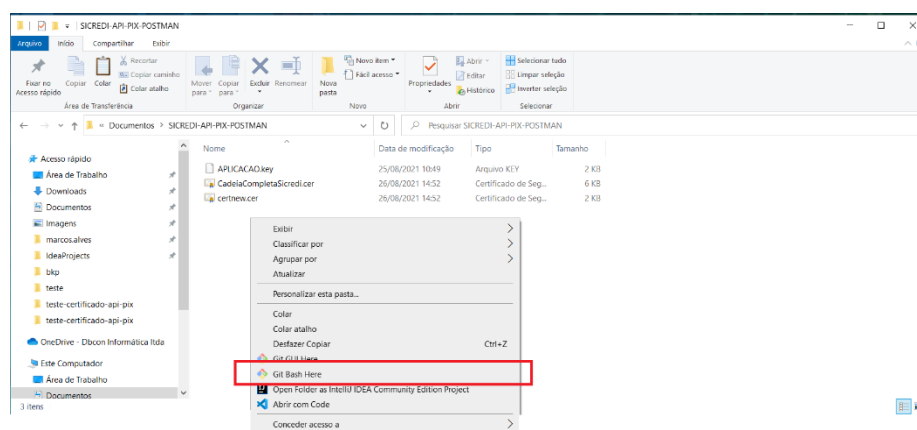 SICREDI-API-PIX-POSTMAN
Arquivo Início Compartilhar Exibir
Fixar no Acesso rápido
Copiar
Colar
Recortar
Copiar caminho
Colar atalho
Área de Transferência
Mover para
Copiar para
Excluir
Renomear
Organizar
Nova pasta
Novo item
Fácil acesso
Novo
Propriedades
Abrir
Editar
Histórico
Abrir
Selecionar tudo
Limpar seleção
Inverter seleção
Selecionar
« Documentos > SICREDI-API-PIX-POSTMAN
Pesquisar SICREDI-API-PIX-POSTMAN
Nome Data de modificação Tipo Tamanho
APLICACAO.key 25/08/2021 10:49 Arquivo KEY 2 KB
CadeiaCompletaSicredi.cer 26/08/2021 14:52 Certificado de Seg... 6 KB
certnew.cer 26/08/2021 14:52 Certificado de Seg... 2 KB
Acesso rápido
Área de Trabalho
Downloads
Documentos
Imagens
marcos.alves
IdeaProjects
bkp
teste
teste-certificado-api-pix
teste-certificado-api-pix
OneDrive - Dbcon Informática ltda
Este Computador
Área de Trabalho
Documentos
3 itens
Exibir
Classificar por
Agrupar por
Atualizar
Personalizar esta pasta...
Colar
Colar atalho
Desfazer Copiar Ctrl+Z
Git GUI Here
Git Bash Here
Open Folder as IntelliJ IDEA Community Edition Project
Abrir com Code
Conceder acesso a